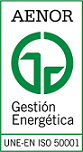 AENOR
Gestión
Energética
UNE-EN ISO 50001